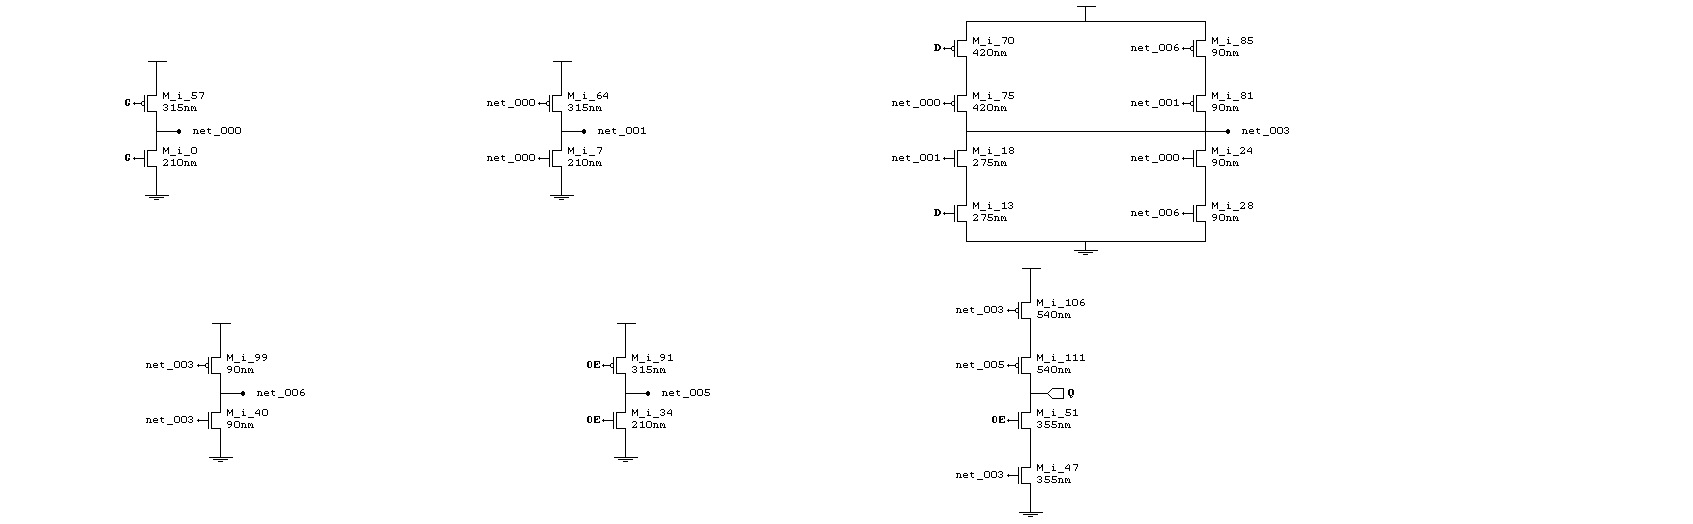 M_i_57
315nm
G
net_000
M_i_0
210nm
G
M_i_64
315nm
net_000
net_001
M_i_7
210nm
net_000
M_i_70
420nm
D
M_i_75
420nm
net_000
M_i_18
275nm
net_001
M_i_13
275nm
D
M_i_85
90nm
net_006
M_i_81
90nm
net_001
net_003
M_i_24
90nm
net_000
M_i_28
90nm
net_006
M_i_99
90nm
net_003
net_006
M_i_40
90nm
net_003
M_i_91
315nm
OE
net_005
M_i_34
210nm
OE
M_i_106
540nm
net_003
M_i_111
540nm
net_005
Q
M_i_51
355nm
OE
M_i_47
355nm
net_003